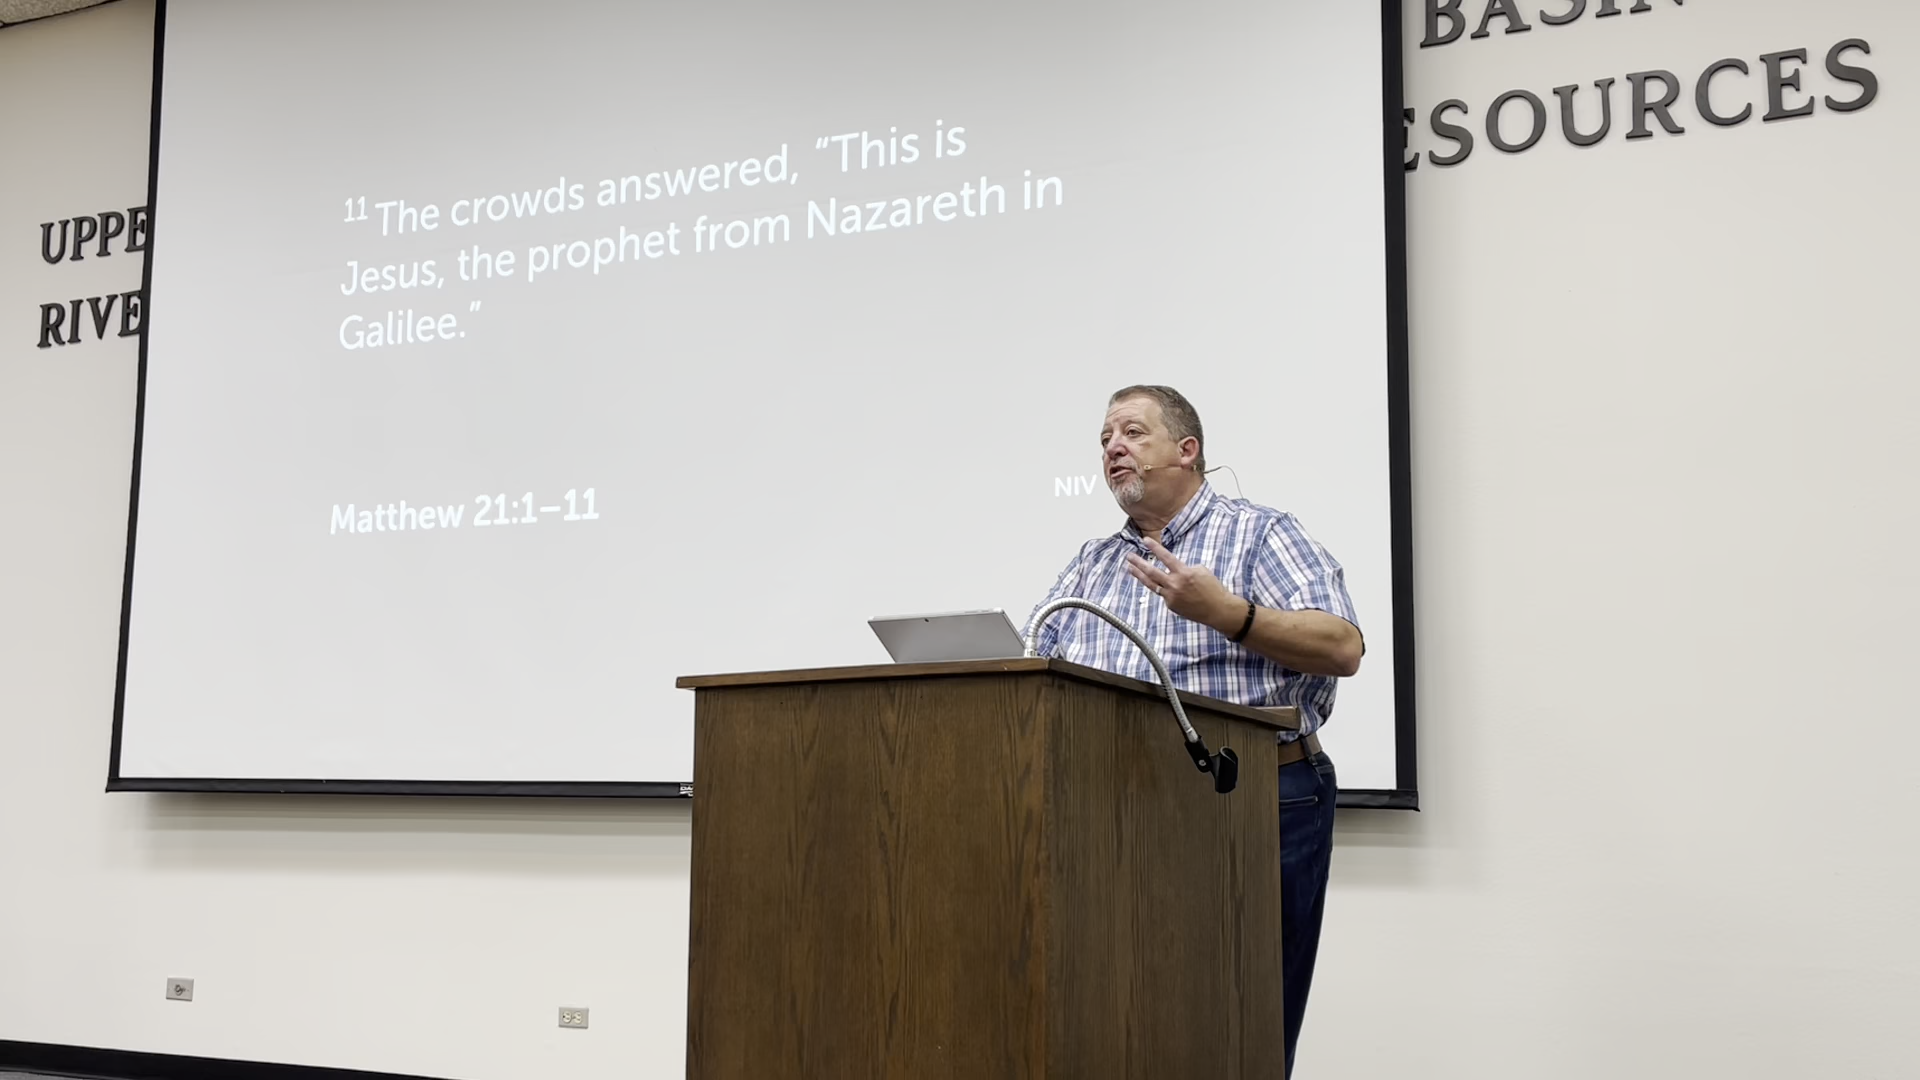 BASIN
ESOURCES
UPPE
RIVE
11 The crowds answered, “This is
Jesus, the prophet from Nazareth in
Galilee.”
NIV
Matthew 21:1–11